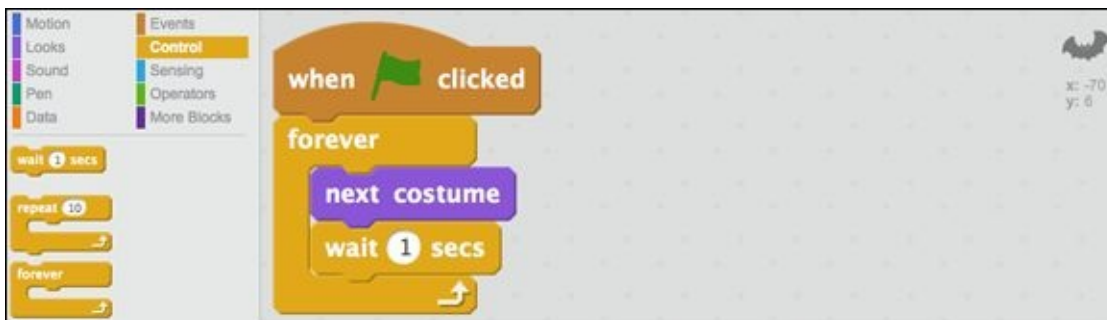 Motion
Looks
Sound
Pen
Data
Events
Control
Sensing
Operators
More Blocks
wait 1 secs
repeat 10
forever
when clicked
forever
next costume
wait 1 secs
x: -70
y: 6